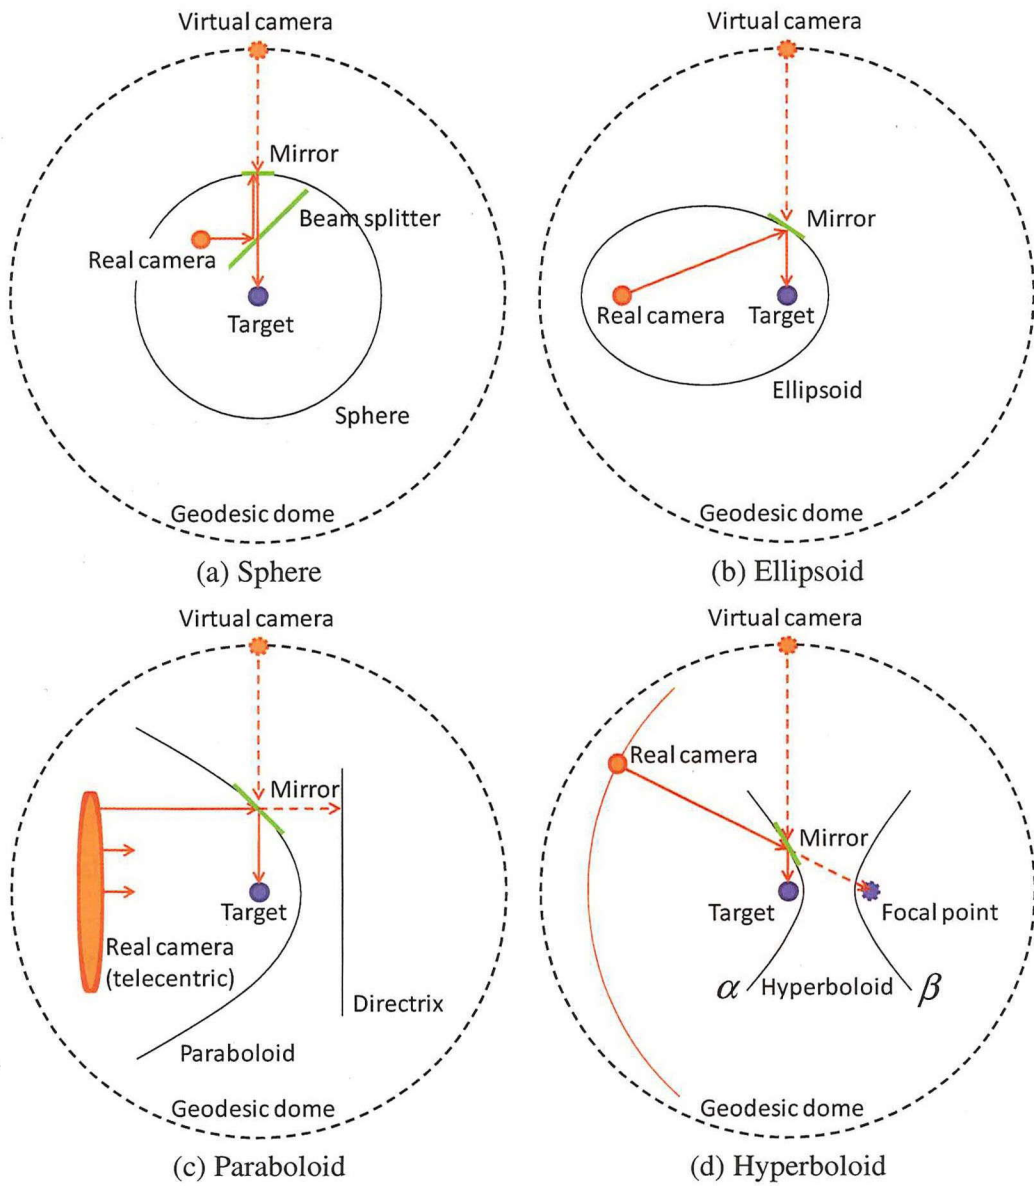 Virtual camera
Mirror
Beam splitter
Real camera
Target
Sphere
Geodesic dome
(a) Sphere
Virtual camera
Mirror
Real camera
Target
Ellipsoid
Geodesic dome
(b) Ellipsoid
Virtual camera
Mirror
Target
Real camera
(telecentric)
Directrix
Paraboloid
Geodesic dome
(c) Paraboloid
Virtual camera
Real camera
Mirror
Target
Focal point
α
Hyperboloid
β
Geodesic dome
(d) Hyperboloid